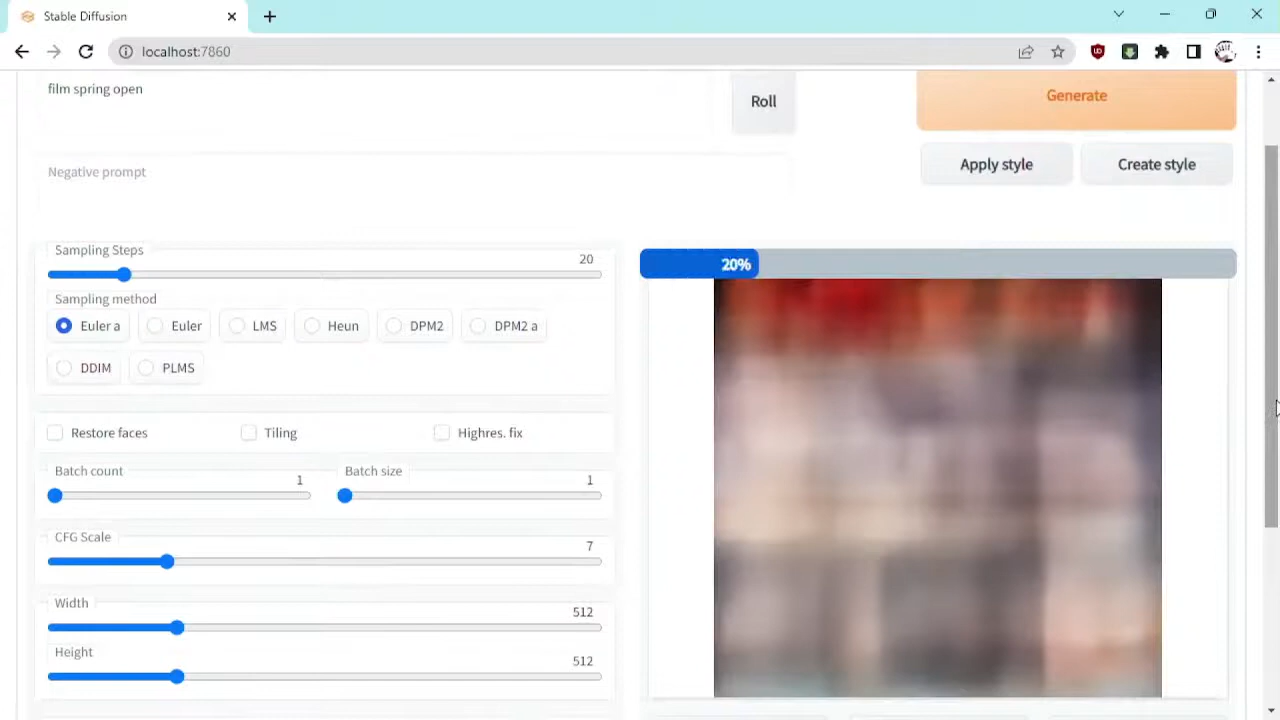 Stable Diffusion
localhost:7860
film spring open
Roll
Generate
Negative prompt
Apply style
Create style
Sampling Steps
20
20%
Sampling method
Euler a
Euler
LMS
Heun
DPM2
DPM2 a
DDIM
PLMS
Restore faces
Tiling
Highres. fix
Batch count
1
Batch size
1
CFG Scale
7
Width
512
Height
512